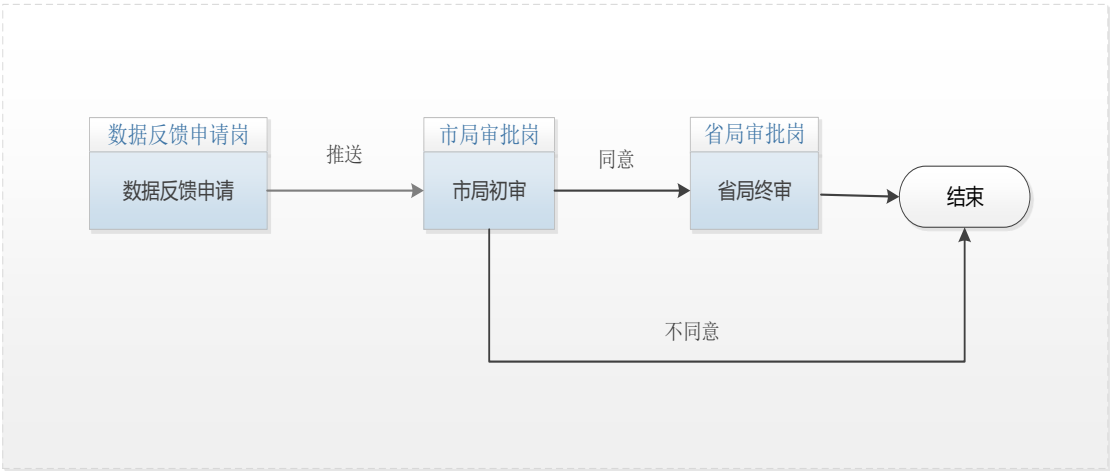 数据反馈申请岗
数据反馈申请
推送
市局审批岗
市局初审
同意
省局审批岗
省局终审
结束
不同意